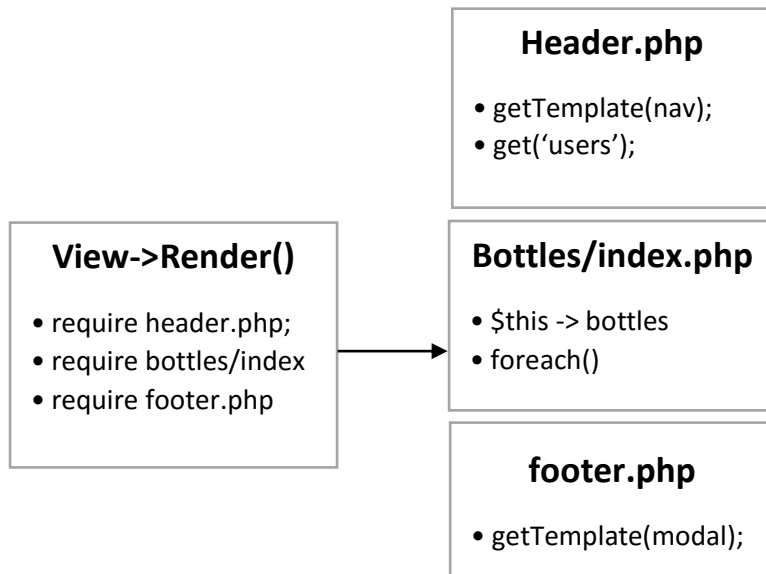 View->Render()
• require header.php;
• require bottles/index
• require footer.php
Header.php
• getTemplate(nav);
• get(‘users’);
Bottles/index.php
• $this -> bottles
• foreach()
footer.php
• getTemplate(modal);